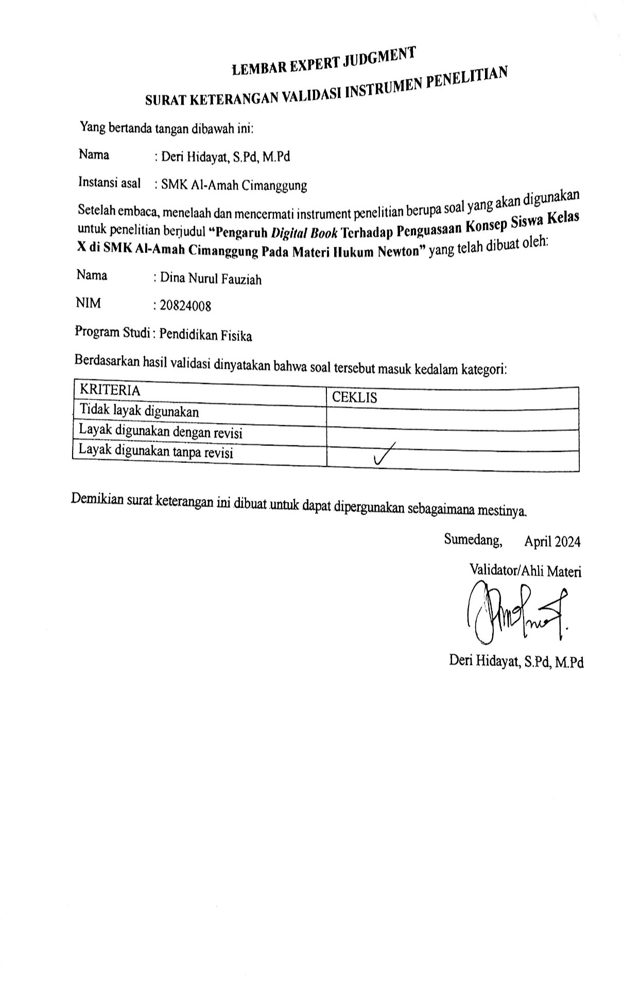 LEMBAR EXPERT JUDGMENT
SURAT KETERANGAN VALIDASI INSTRUMEN PENELITIAN
Yang bertanda tangan dibawah ini:
Nama : Deri Hidayat, S.Pd, M.Pd
Instansi asal : SMK Al-Amah Cimanggung
Setelah embaca, menelaah dan mencermati instrument penelitian berupa soal yang akan digunakan
untuk penelitian berjudul “Pengaruh Digital Book Terhadap Penguasaan Konsep Siswa Kelas
X di SMK Al-Amah Cimanggung Pada Materi Hukum Newton” yang telah dibuat oleh:
Nama : Dina Nurul Fauziah
NIM : 20824008
Program Studi : Pendidikan Fisika
Berdasarkan hasil validasi dinyatakan bahwa soal tersebut masuk kedalam kategori:
KRITERIA CEKLIS
Tidak layak digunakan
Layak digunakan dengan revisi
Layak digunakan tanpa revisi ✓
Demikian surat keterangan ini dibuat untuk dapat dipergunakan sebagaimana mestinya.
Sumedang, April 2024
Validator/Ahli Materi
Deri Hidayat, S.Pd, M.Pd